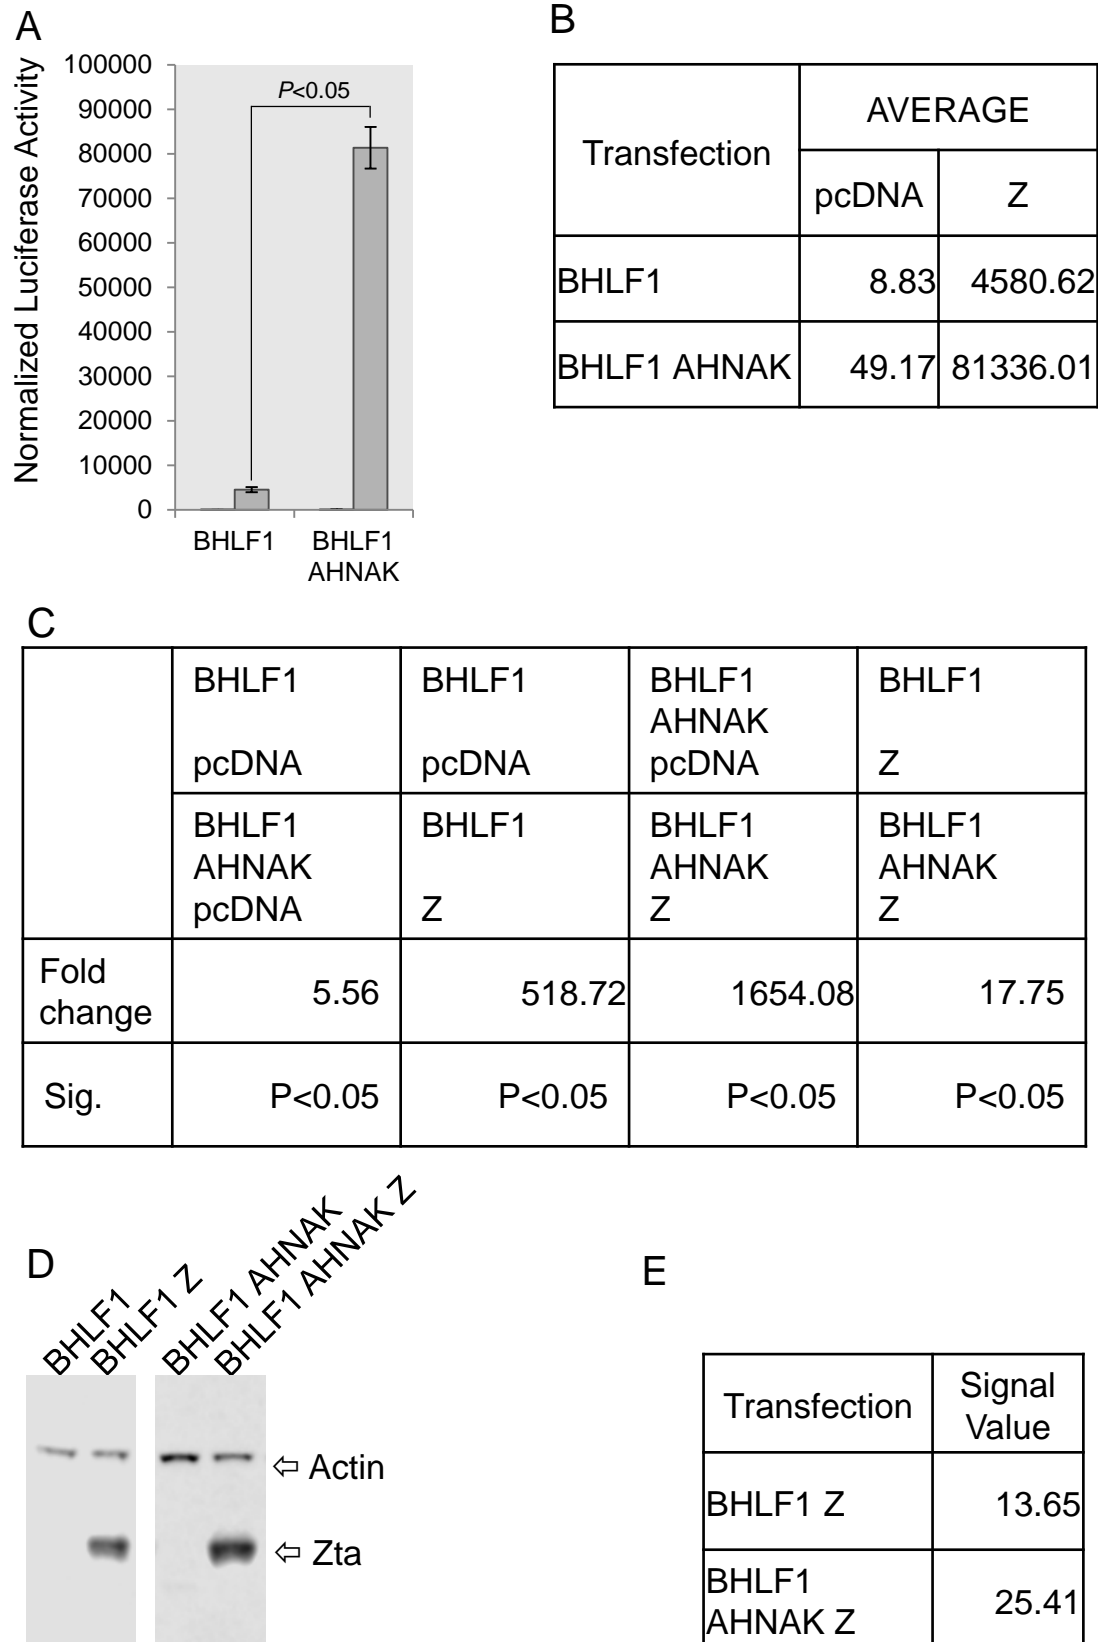 A
Normalized Luciferase Activity
100000
90000
80000
70000
60000
50000
40000
30000
20000
10000
0
P<0.05
BHLF1
BHLF1
AHNAK
B
Transfection
AVERAGE
pcDNA
Z
BHLF1
8.83
4580.62
BHLF1 AHNAK
49.17
81336.01
C
BHLF1
pcDNA
BHLF1
pcDNA
BHLF1
AHNAK
pcDNA
BHLF1
Z
BHLF1
AHNAK
pcDNA
BHLF1
Z
BHLF1
AHNAK
Z
BHLF1
AHNAK
Z
Fold
change
5.56
518.72
1654.08
17.75
Sig.
P<0.05
P<0.05
P<0.05
P<0.05
D
BHLF1
BHLF1 Z
BHLF1 AHNAK
BHLF1 AHNAK Z
⇦ Actin
⇦ Zta
E
Transfection
Signal
Value
BHLF1 Z
13.65
BHLF1
AHNAK Z
25.41